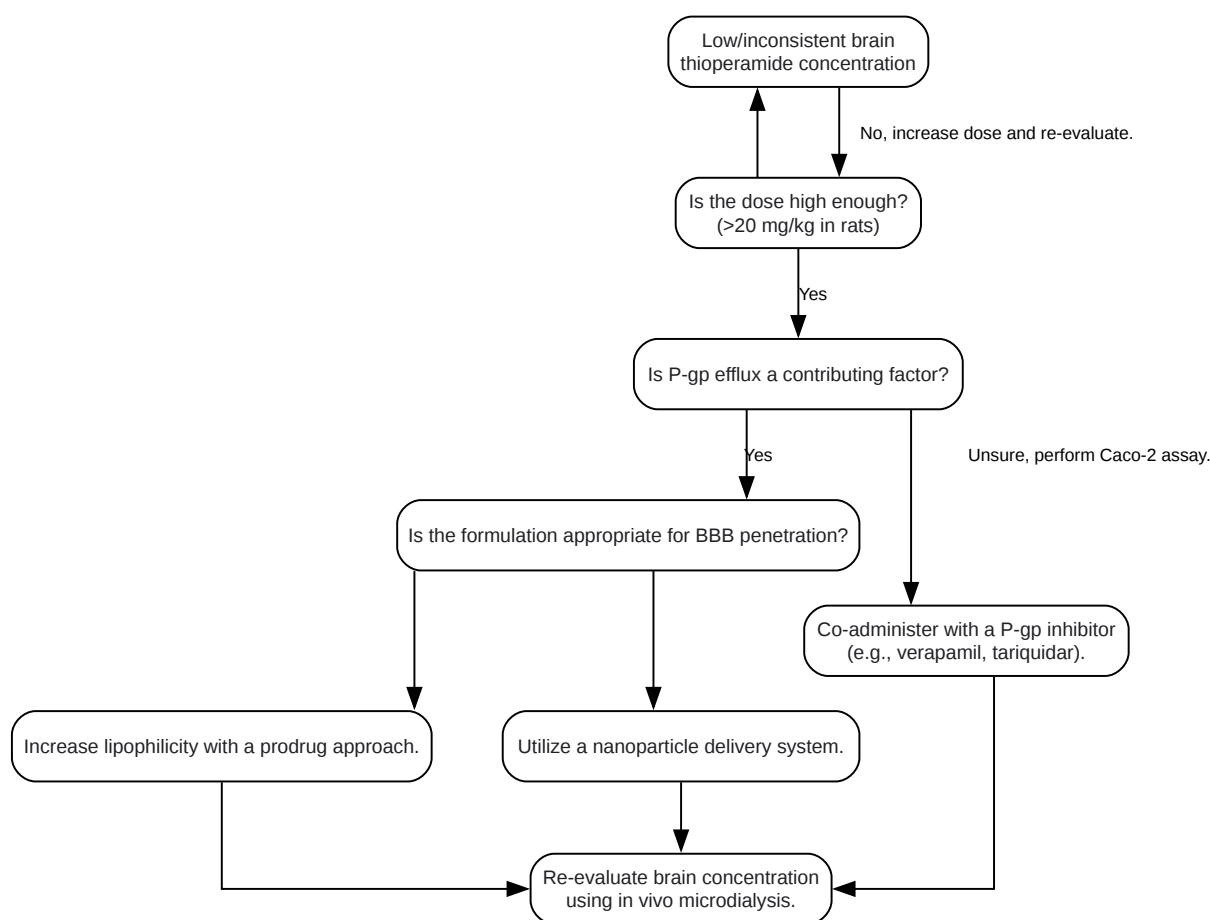 Low/inconsistent brain
thioperamide concentration
No, increase dose and re-evaluate.
Is the dose high enough?
(>20 mg/kg in rats)
Yes
Is P-gp efflux a contributing factor?
Yes
Unsure, perform Caco-2 assay.
Is the formulation appropriate for BBB penetration?
Co-administer with a P-gp inhibitor
(e.g., verapamil, tariquidar).
Increase lipophilicity with a prodrug approach.
Utilize a nanoparticle delivery system.
Re-evaluate brain concentration
using in vivo microdialysis.